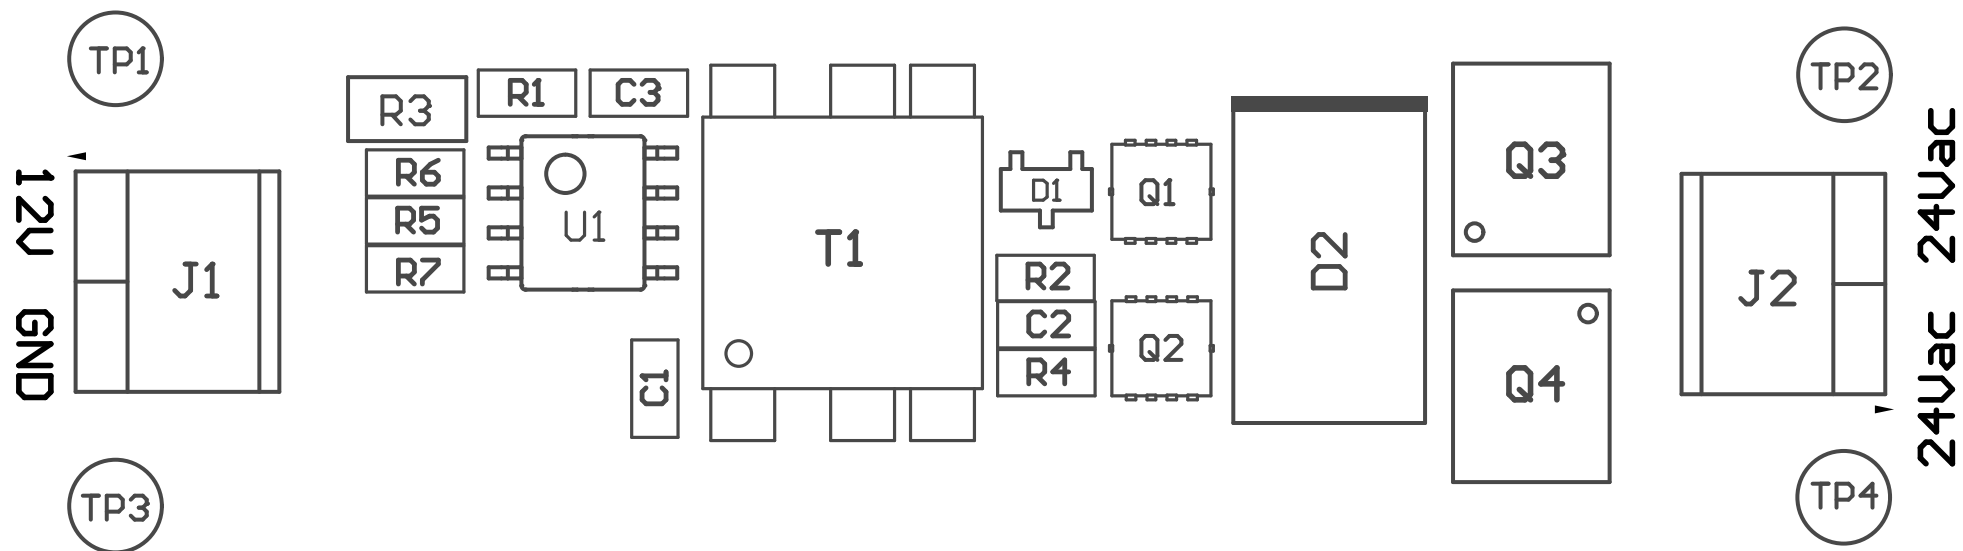 TP1
TP2
R3
R1
C3
12V
R6
R5
R7
U1
J1
GND
C1
T1
D1
Q1
R2
C2
R4
Q2
D2
Q3
Q4
J2
24Vac
24Vac
TP3
TP4